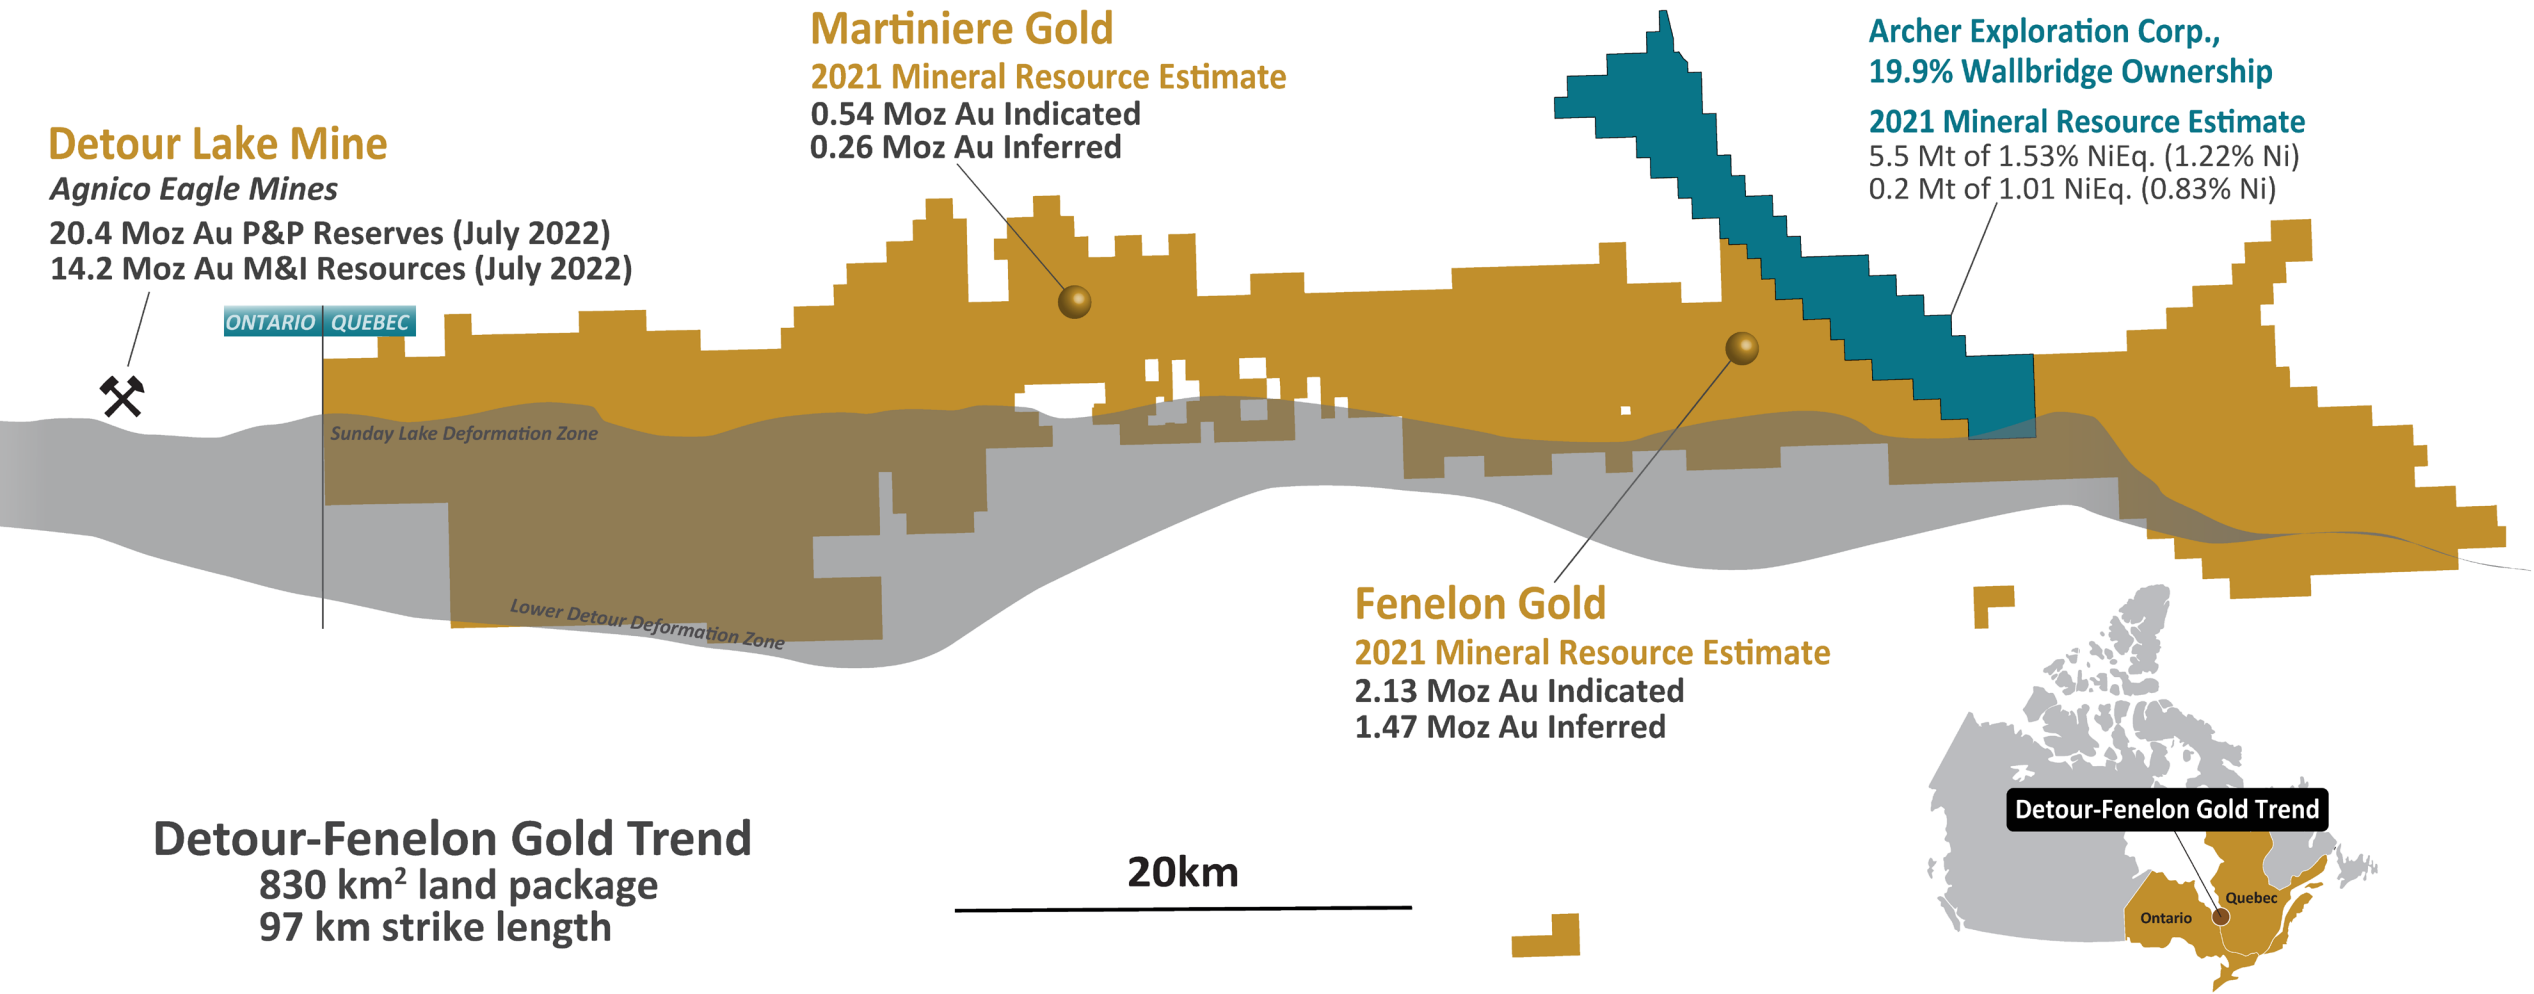 Martiniere Gold
2021 Mineral Resource Estimate
0.54 Moz Au Indicated
0.26 Moz Au Inferred
Archer Exploration Corp.,
19.9% Wallbridge Ownership
2021 Mineral Resource Estimate
5.5 Mt of 1.53% NiEq. (1.22% Ni)
0.2 Mt of 1.01 NiEq. (0.83% Ni)
Detour Lake Mine
Agnico Eagle Mines
20.4 Moz Au P&P Reserves (July 2022)
14.2 Moz Au M&I Resources (July 2022)
ONTARIO
QUEBEC
Sunday Lake Deformation Zone
Lower Detour Deformation Zone
Fenelon Gold
2021 Mineral Resource Estimate
2.13 Moz Au Indicated
1.47 Moz Au Inferred
Detour-Fenelon Gold Trend
830 km² land package
97 km strike length
20km
Detour-Fenelon Gold Trend
Quebec
Ontario